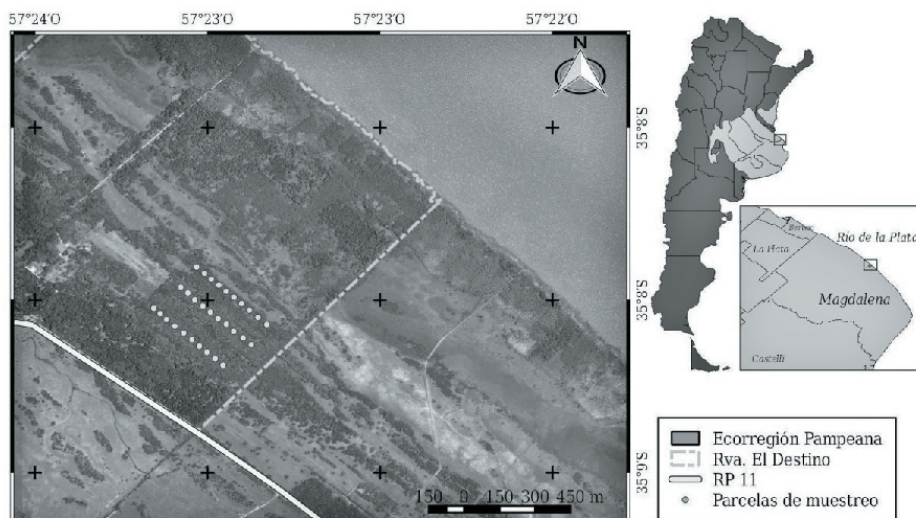 57°24'O
57°23'O
57°23'O
57°22'O
N
35°8'S
35°8'S
35°9'S
150 0 150 300 450 m
Río de la Plata
La Plata
Magdalena
Castelli
Ecorregión Pampeana
Rva. El Destino
RP 11
Parcelas de muestreo